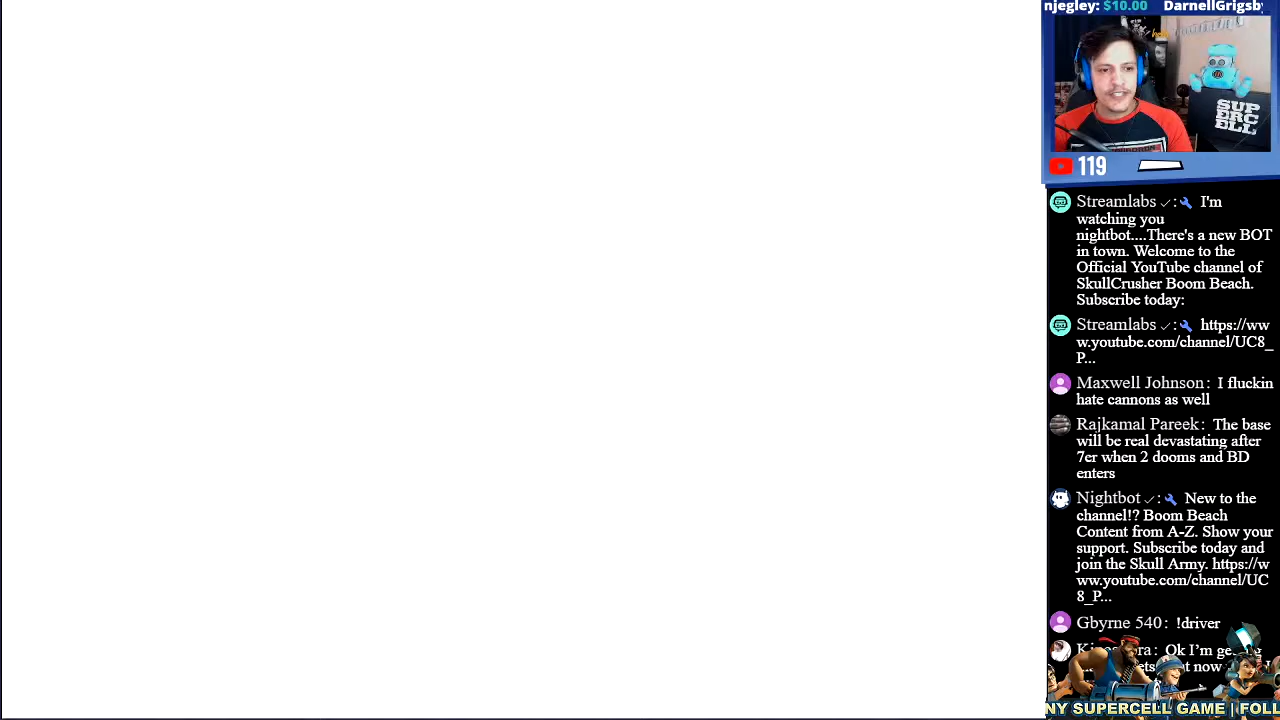 njegley: $10.00 DarnellGrigsby
SUP
ERC
ELL
119
Streamlabs : I'm
watching you
nightbot....There's a new BOT
in town. Welcome to the
Official YouTube channel of
SkullCrusher Boom Beach.
Subscribe today:
Streamlabs : https://ww
w.youtube.com/channel/UC8_
P...
Maxwell Johnson: I fluckin
hate cannons as well
Rajkamal Pareek: The base
will be real devastating after
7er when 2 dooms and BD
enters
Nightbot : New to the
channel!? Boom Beach
Content from A-Z. Show your
support. Subscribe today and
join the Skull Army. https://w
ww.youtube.com/channel/UC
8_P...
Gbyrne 540: !driver
Ok I'm
now
NY SUPERCELL GAME | FOLL